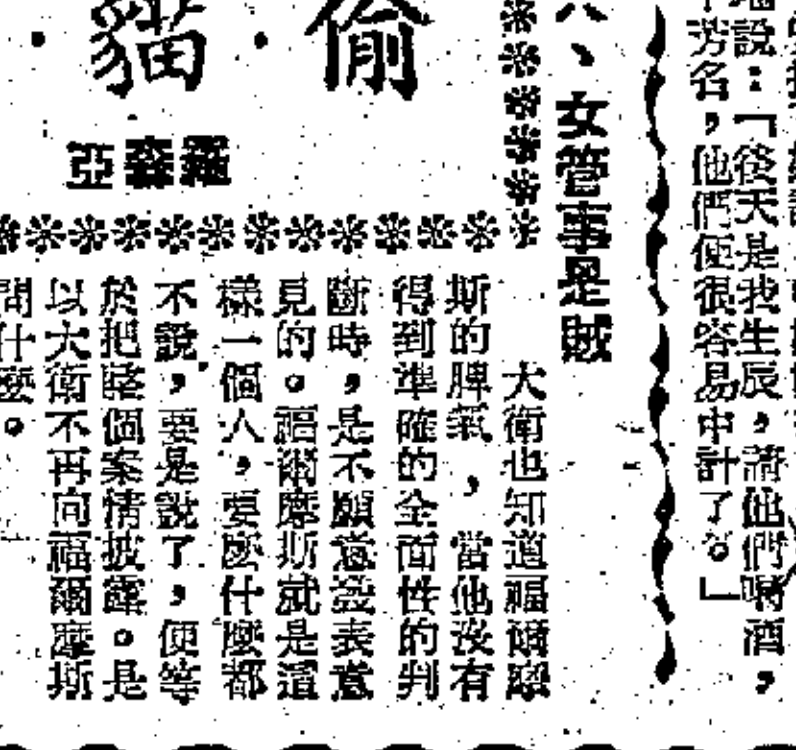 地說：「後天是我生辰，請他們喝酒，
芳名，他們便很容易中計了。」
八、女管事是賊
偷・貓・
羅森亞
大衛也知道福爾摩
斯的脾氣，當他沒有
得到準確的全面性的判
斷時，是不願意發表意
見的。福爾摩斯就是這
樣一個人，要麼什麼都
不說，要是說了，便等
於把整個案情披露。是
以大衛不再向福爾摩斯
問什麼。